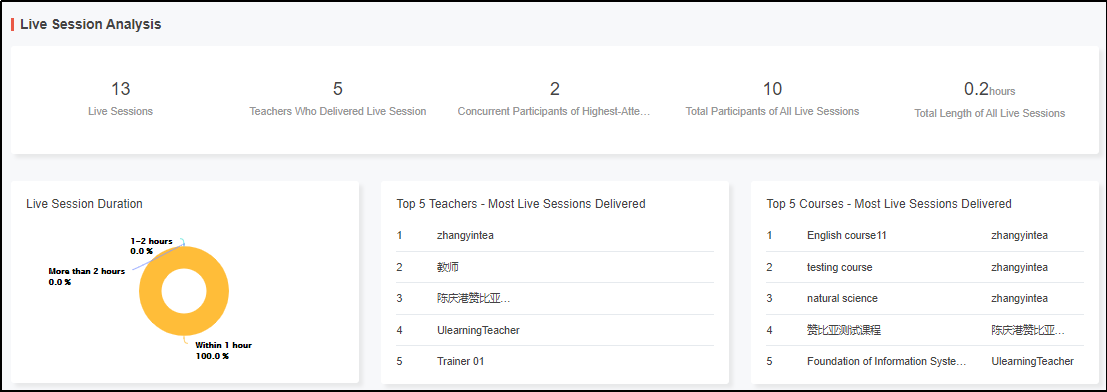 Live Session Analysis
13
Live Sessions
5
Teachers Who Delivered Live Session
2
Concurrent Participants of Highest-Atte...
10
Total Participants of All Live Sessions
0.2hours
Total Length of All Live Sessions
Live Session Duration
1-2 hours
0.0 %
More than 2 hours
0.0 %
Within 1 hour
100.0 %
Top 5 Teachers - Most Live Sessions Delivered
1 zhangyintea
2 教师
3 陈庆港赞比亚...
4 UlearningTeacher
5 Trainer 01
Top 5 Courses - Most Live Sessions Delivered
1 English course11 zhangyintea
2 testing course zhangyintea
3 natural science zhangyintea
4 赞比亚测试课程 陈庆港赞比亚...
5 Foundation of Information Syste... UlearningTeacher